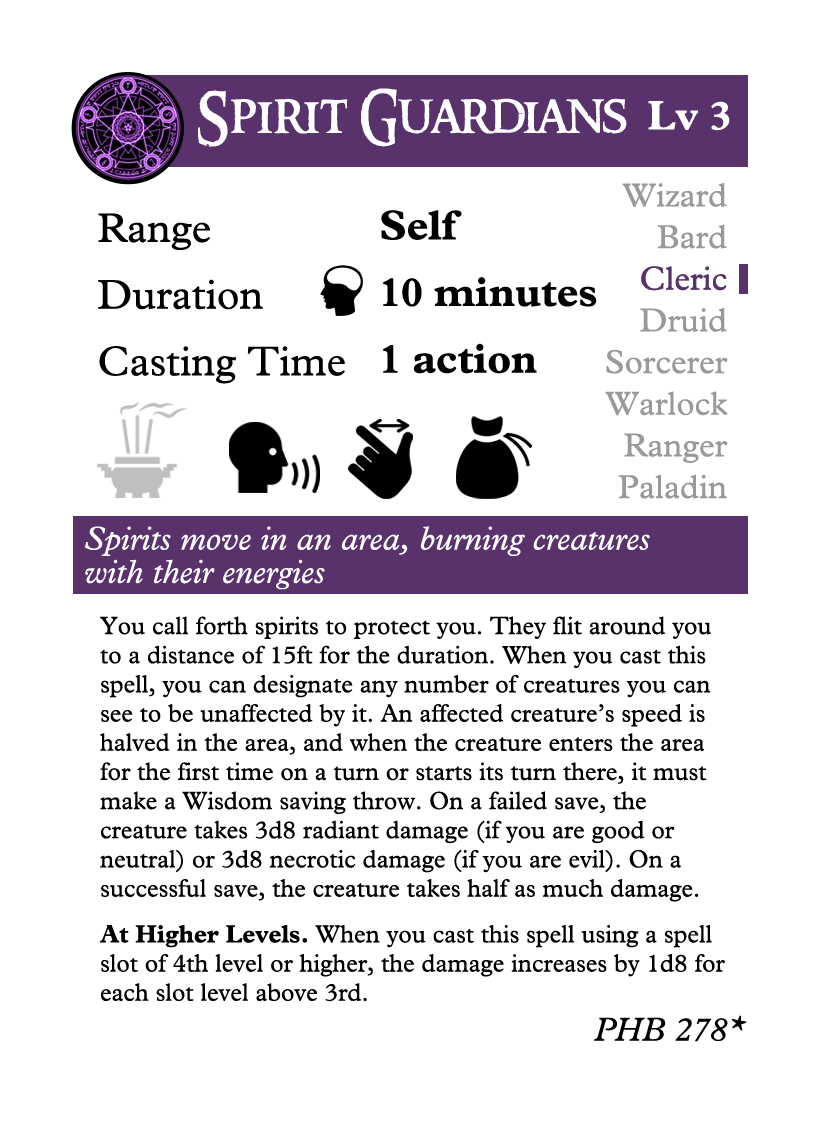 Spirit Guardians Lv 3
Range Self
Duration 10 minutes
Casting Time 1 action
Wizard
Bard
Cleric
Druid
Sorcerer
Warlock
Ranger
Paladin
Spirits move in an area, burning creatures
with their energies
You call forth spirits to protect you. They flit around you
to a distance of 15ft for the duration. When you cast this
spell, you can designate any number of creatures you can
see to be unaffected by it. An affected creature’s speed is
halved in the area, and when the creature enters the area
for the first time on a turn or starts its turn there, it must
make a Wisdom saving throw. On a failed save, the
creature takes 3d8 radiant damage (if you are good or
neutral) or 3d8 necrotic damage (if you are evil). On a
successful save, the creature takes half as much damage.
At Higher Levels. When you cast this spell using a spell
slot of 4th level or higher, the damage increases by 1d8 for
each slot level above 3rd.
PHB 278*